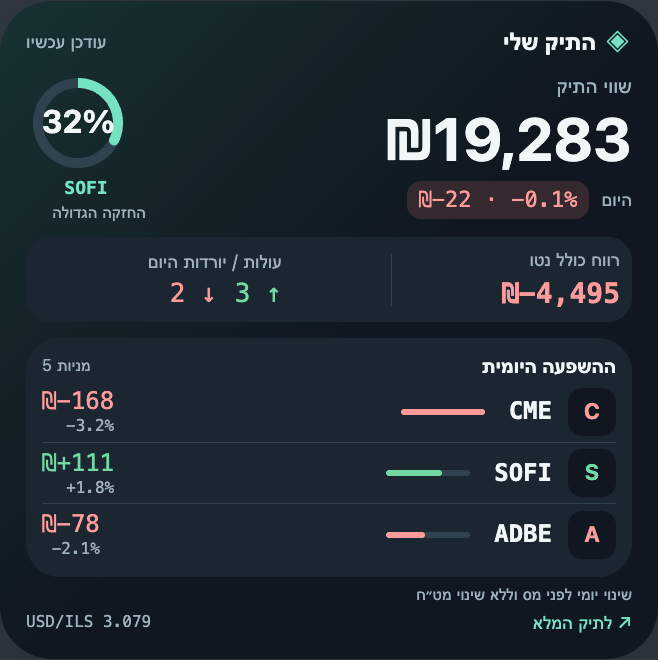 התיק שלי
עודכן עכשיו
שווי התיק
₪19,283
היום
₪−22 · −0.1%
32%
SOFI
החזקה הגדולה
רווח כולל נטו
₪−4,495
עולות / יורדות היום
↑ 3 ↓ 2
ההשפעה היומית
5 מניות
C CME ₪−168
−3.2%
S SOFI ₪+111
+1.8%
A ADBE ₪−78
−2.1%
שינוי יומי לפני מס וללא שינוי מט״ח
לתיק המלא ↗
USD/ILS 3.079